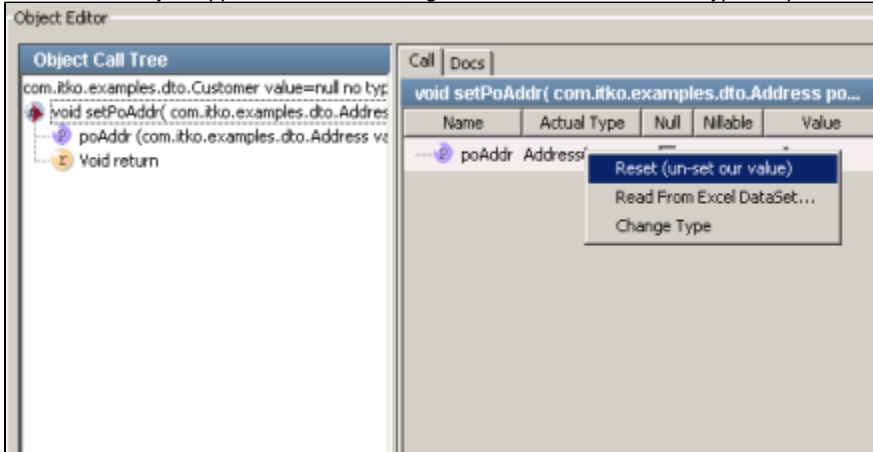 Object Editor
Object Call Tree
com.itko.examples.dto.Customer value=null no typ
void setPoAddr( com.itko.examples.dto.Addres
poAddr (com.itko.examples.dto.Address va
Void return
Call Docs
void setPoAddr( com.itko.examples.dto.Address po...
Name Actual Type Null Nillable Value
poAddr Address
Reset (un-set our value)
Read From Excel DataSet...
Change Type